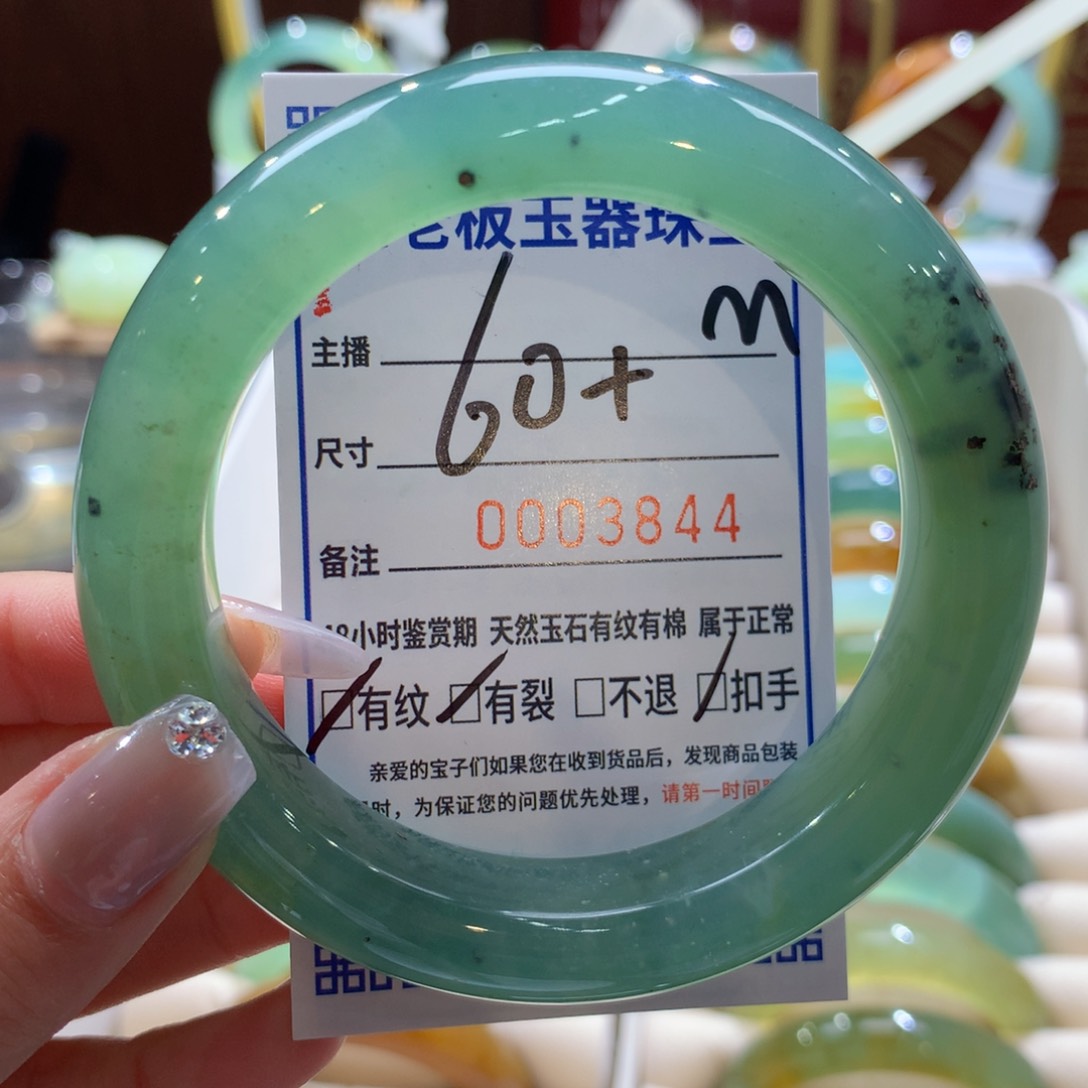 老板玉器珠
M
主播
60+
尺寸
0003844
备注
48小时鉴赏期 天然玉石有纹有棉 属于正常
☑有纹 ☑有裂 □不退 ☑扣手
亲爱的宝子们如果您在收到货品后，发现商品包装
时，为保证您的问题优先处理，请第一时间